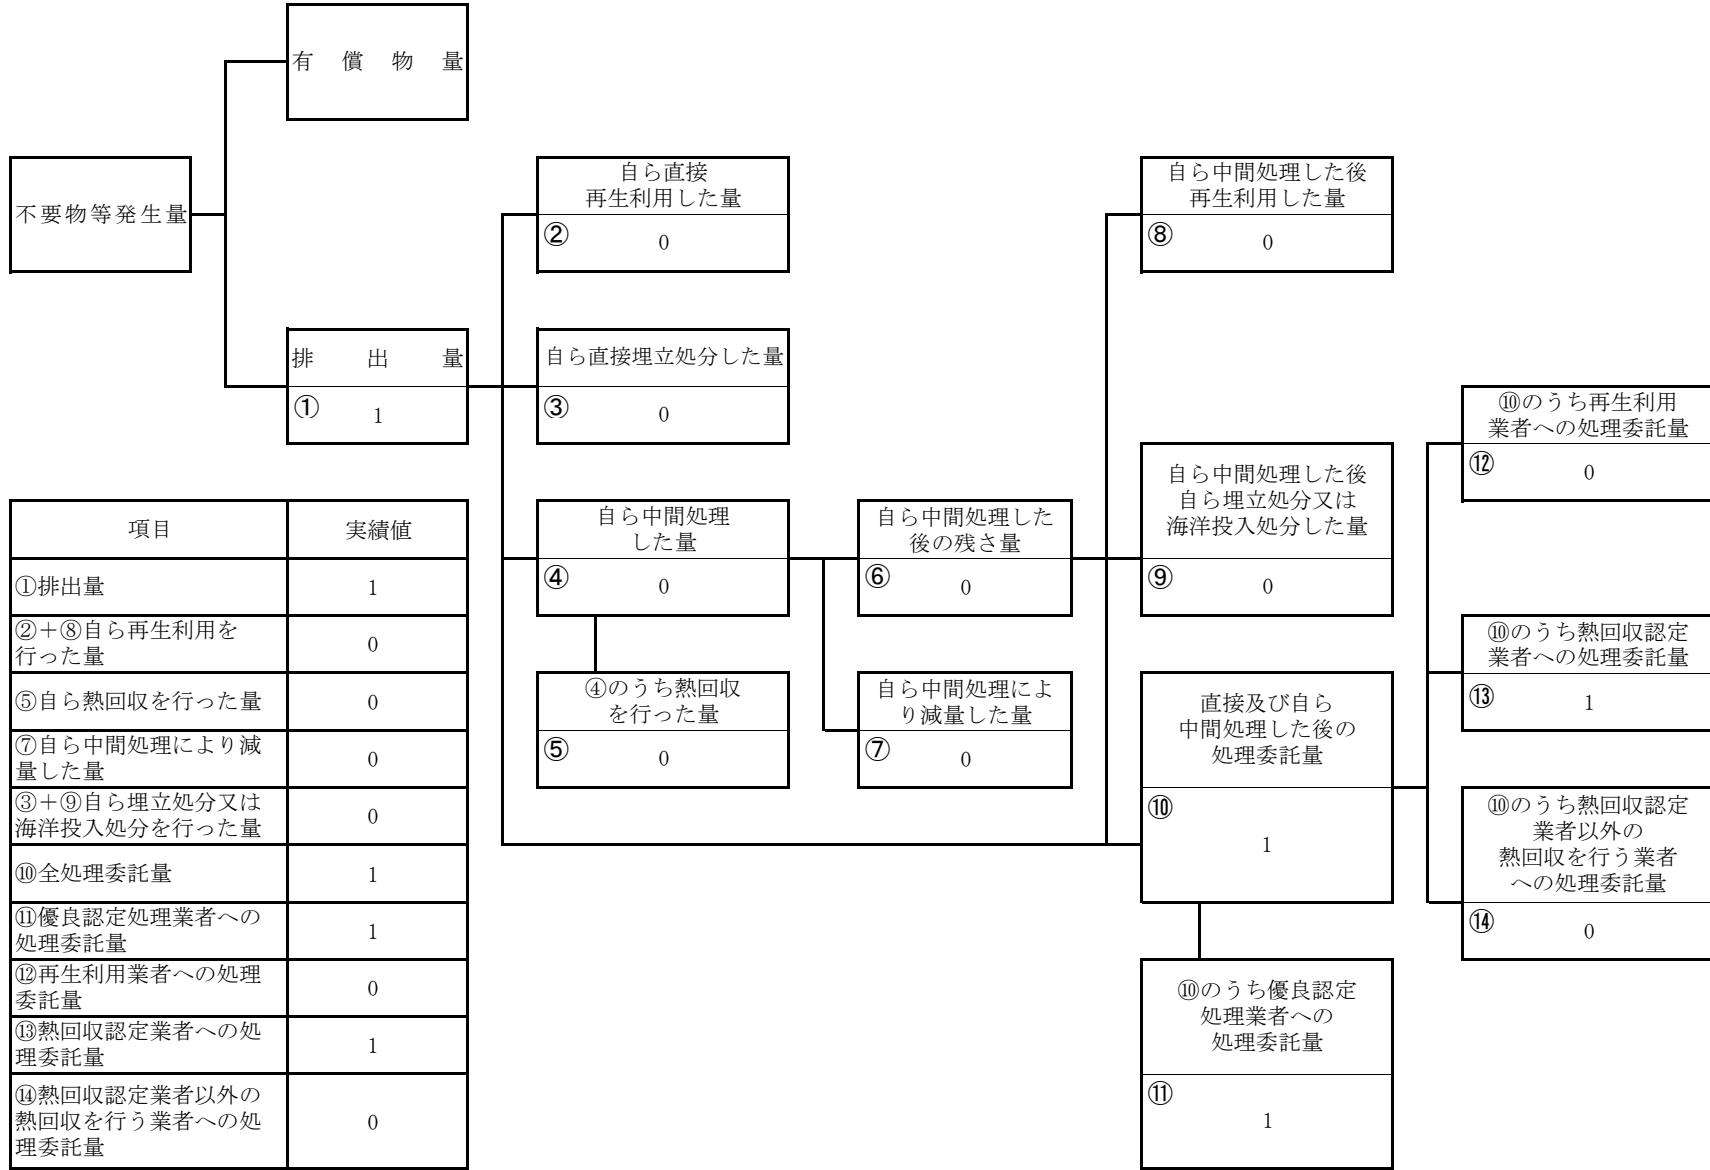 有償物量
不要物等発生量
自ら直接
再生利用した量
② 0
自ら中間処理した後
再生利用した量
⑧ 0
排出量
① 1
自ら直接埋立処分した量
③ 0
⑩のうち再生利用
業者への処理委託量
⑫ 0
自ら中間処理
した量
④ 0
自ら中間処理した
後の残さ量
⑥ 0
自ら中間処理した後
自ら埋立処分又は
海洋投入処分した量
⑨ 0
⑩のうち熱回収認定
業者への処理委託量
⑬ 1
④のうち熱回収
を行った量
⑤ 0
自ら中間処理によ
り減量した量
⑦ 0
直接及び自ら
中間処理した後の
処理委託量
⑩
1
⑩のうち熱回収認定
業者以外の
熱回収を行う業者
への処理委託量
⑭ 0
⑩のうち優良認定
処理業者への
処理委託量
⑪
1
項目 実績値
①排出量 1
②＋⑧自ら再生利用を
行った量 0
⑤自ら熱回収を行った量 0
⑦自ら中間処理により減
量した量 0
③＋⑨自ら埋立処分又は
海洋投入処分を行った量 0
⑩全処理委託量 1
⑪優良認定処理業者への
処理委託量 1
⑫再生利用業者への処理
委託量 0
⑬熱回収認定業者への処
理委託量 1
⑭熱回収認定業者以外の
熱回収を行う業者への処 0
理委託量